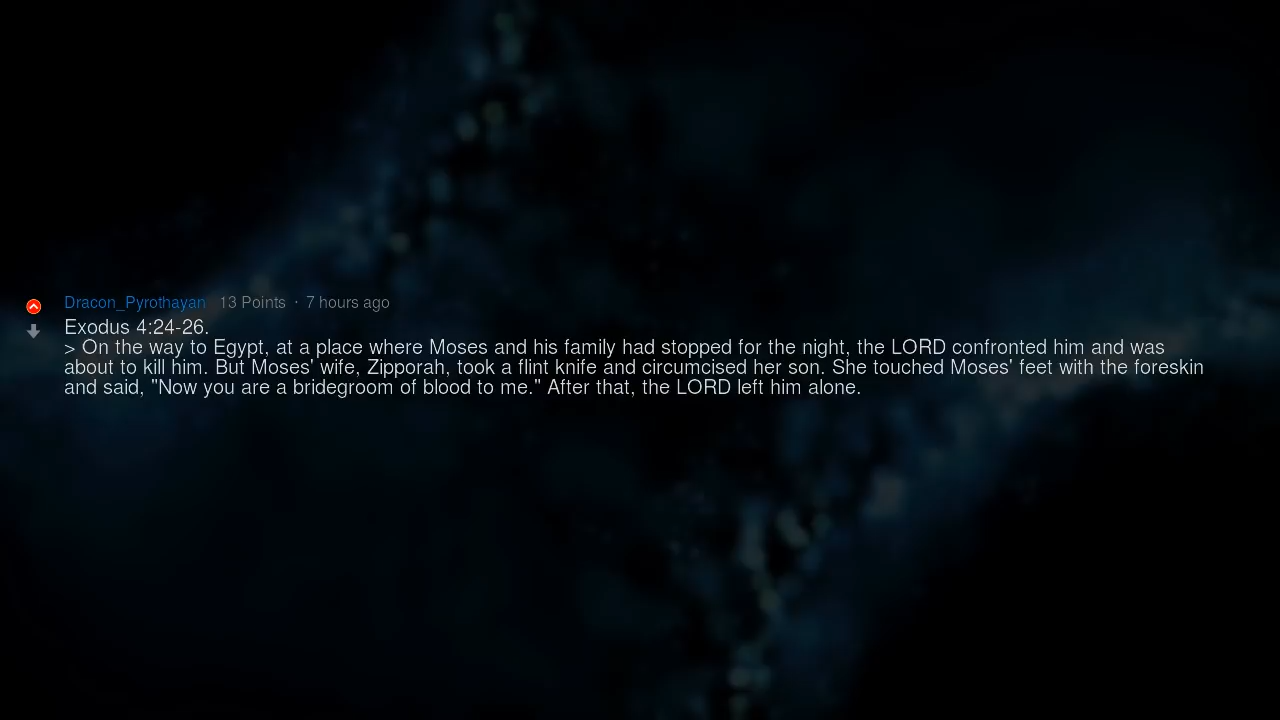 Dracon_Pyrothayan 13 Points · 7 hours ago
Exodus 4:24-26.
> On the way to Egypt, at a place where Moses and his family had stopped for the night, the LORD confronted him and was
about to kill him. But Moses' wife, Zipporah, took a flint knife and circumcised her son. She touched Moses' feet with the foreskin
and said, "Now you are a bridegroom of blood to me." After that, the LORD left him alone.